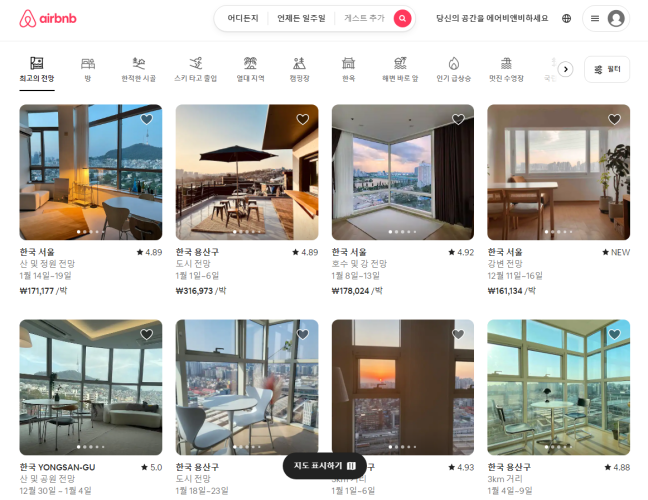 airbnb
어디든지
언제든 일주일
게스트 추가
당신의 공간을 에어비앤비하세요
최고의 전망
방
한적한 시골
스키 타고 출입
열대 지역
캠핑장
한옥
해변 바로 앞
인기 급상승
멋진 수영장
필터
한국 서울
★ 4.89
산 및 정원 전망
1월 14일~19일
₩171,177 /박
한국 용산구
★ 4.89
도시 전망
1월 1일~6일
₩316,973 /박
한국 서울
★ 4.92
호수 및 강 전망
1월 8일~13일
₩178,024 /박
한국 서울
★ NEW
강변 전망
12월 11일~16일
₩161,134 /박
한국 YONGSAN-GU
★ 5.0
산 및 공원 전망
12월 30일 - 1월 4일
한국 용산구
도시 전망
1월 18일~23일
지도 표시하기
구
★ 4.93
1월 1일~6일
한국 용산구
★ 4.88
3km 거리
1월 4일~9일